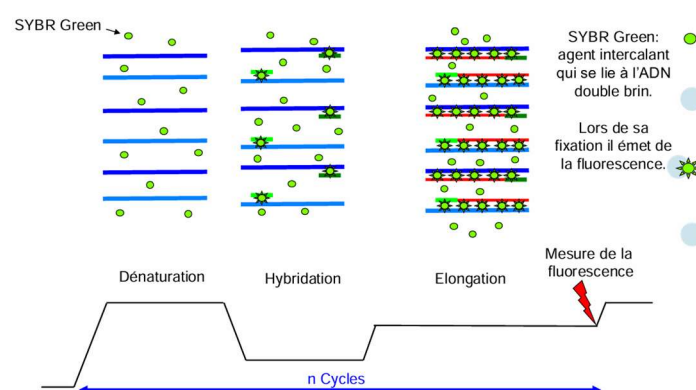 SYBR Green
SYBR Green:
agent intercalant
qui se lie à l'ADN
double brin.
Lors de sa
fixation il émet de
la fluorescence.
Mesure de la
fluorescence
Dénaturation
Hybridation
Elongation
n Cycles